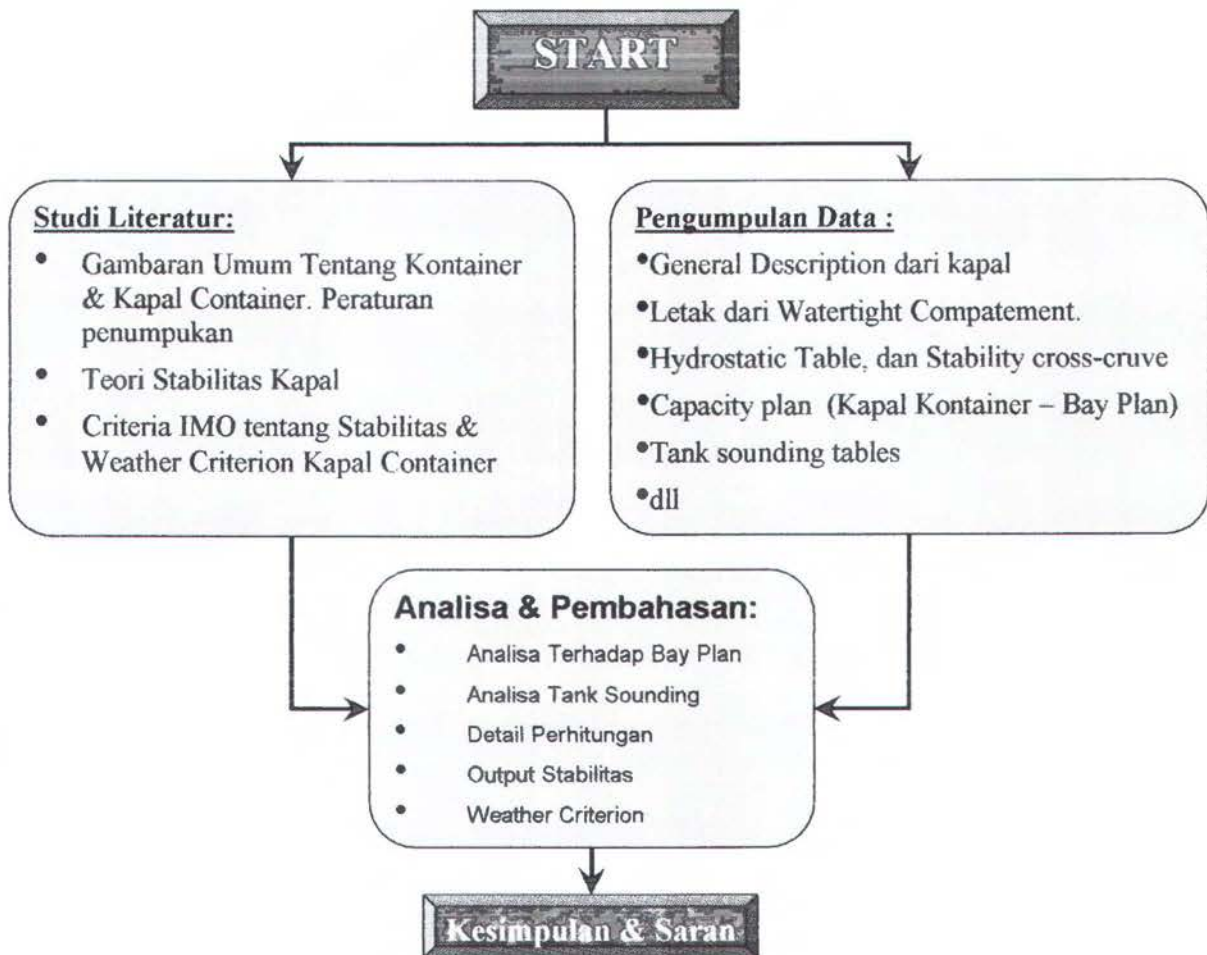 START
Studi Literatur:
• Gambaran Umum Tentang Kontainer
& Kapal Container. Peraturan
penumpukan
• Teori Stabilitas Kapal
• Criteria IMO tentang Stabilitas &
Weather Criterion Kapal Container
Pengumpulan Data :
•General Description dari kapal
•Letak dari Watertight Compatement.
•Hydrostatic Table, dan Stability cross-cruve
•Capacity plan (Kapal Kontainer – Bay Plan)
•Tank sounding tables
•dll
Analisa & Pembahasan:
• Analisa Terhadap Bay Plan
• Analisa Tank Sounding
• Detail Perhitungan
• Output Stabilitas
• Weather Criterion
Kesimpulan & Saran